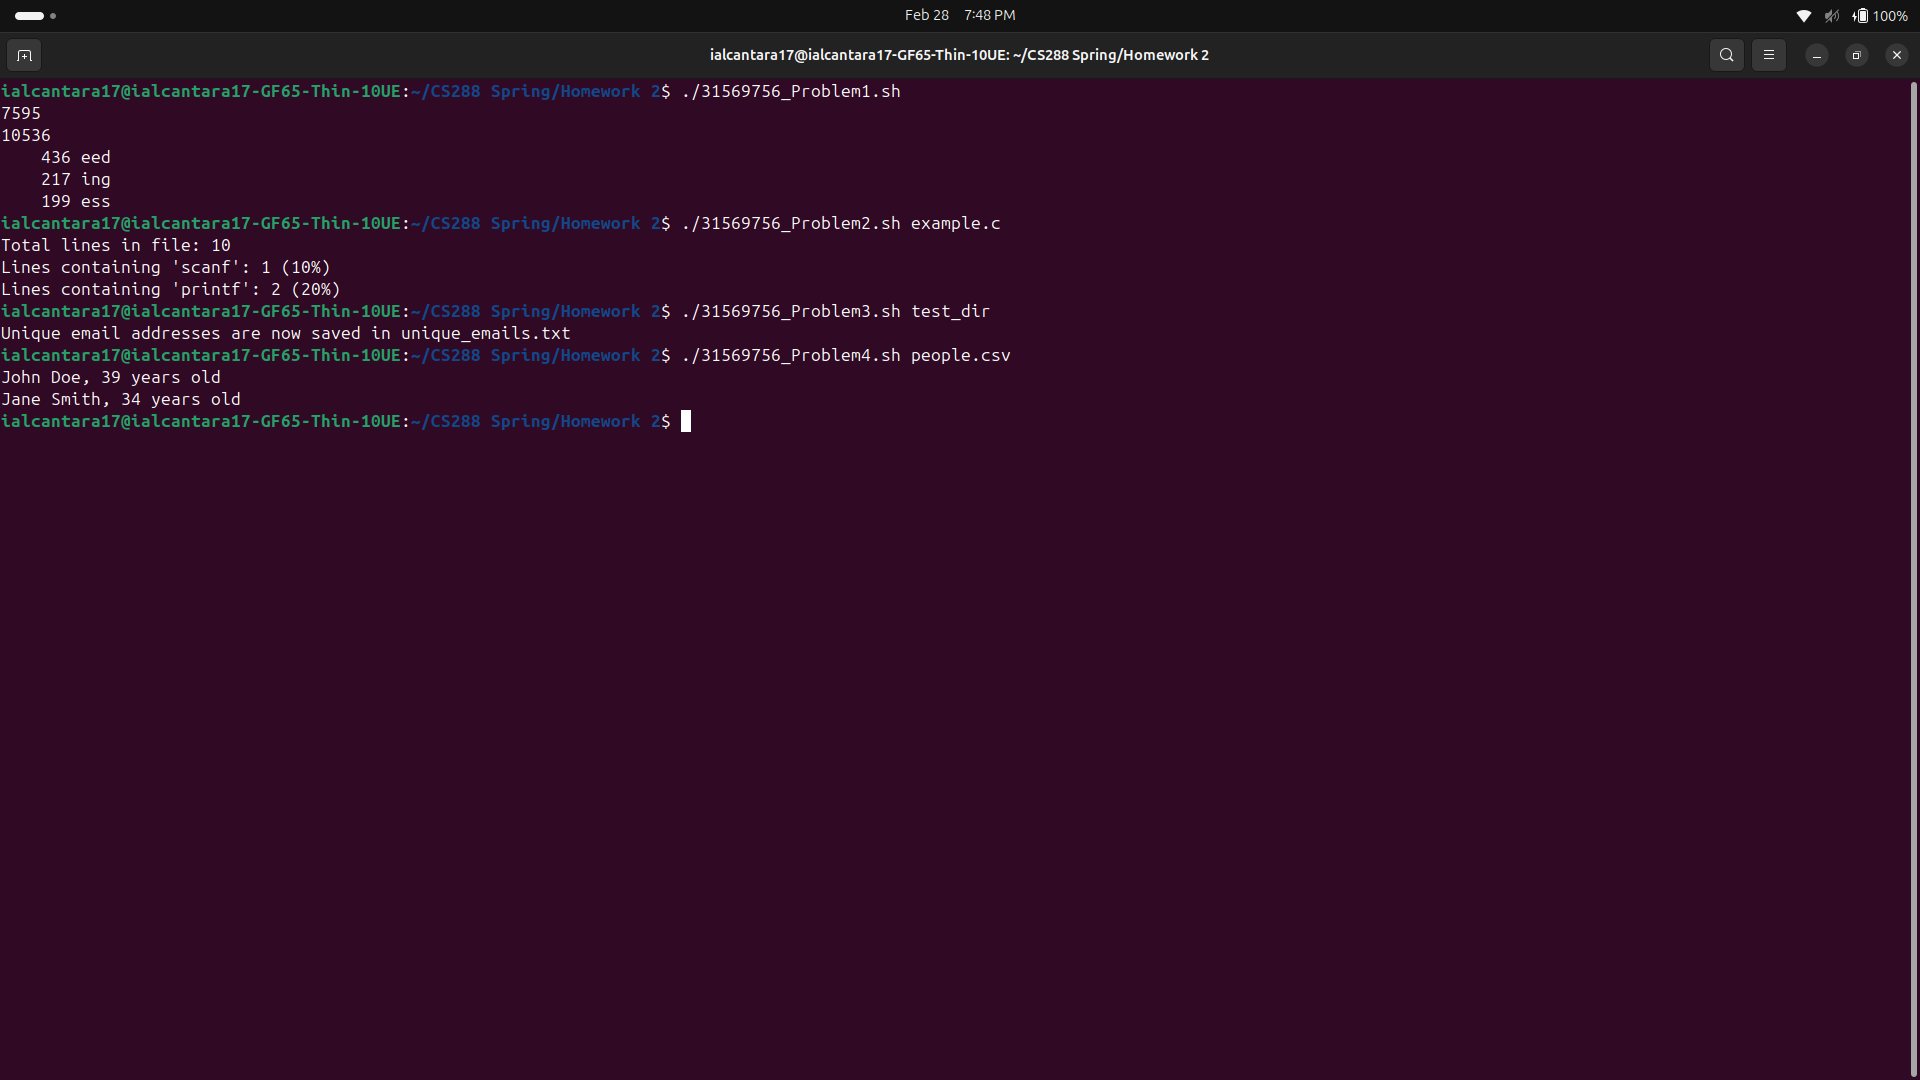 Feb 28 7:48 PM
100%
ialcantara17@ialcantara17-GF65-Thin-10UE: ~/CS288 Spring/Homework 2
ialcantara17@ialcantara17-GF65-Thin-10UE:~/CS288 Spring/Homework 2$ ./31569756_Problem1.sh
7595
10536
    436 eed
    217 ing
    199 ess
ialcantara17@ialcantara17-GF65-Thin-10UE:~/CS288 Spring/Homework 2$ ./31569756_Problem2.sh example.c
Total lines in file: 10
Lines containing 'scanf': 1 (10%)
Lines containing 'printf': 2 (20%)
ialcantara17@ialcantara17-GF65-Thin-10UE:~/CS288 Spring/Homework 2$ ./31569756_Problem3.sh test_dir
Unique email addresses are now saved in unique_emails.txt
ialcantara17@ialcantara17-GF65-Thin-10UE:~/CS288 Spring/Homework 2$ ./31569756_Problem4.sh people.csv
John Doe, 39 years old
Jane Smith, 34 years old
ialcantara17@ialcantara17-GF65-Thin-10UE:~/CS288 Spring/Homework 2$